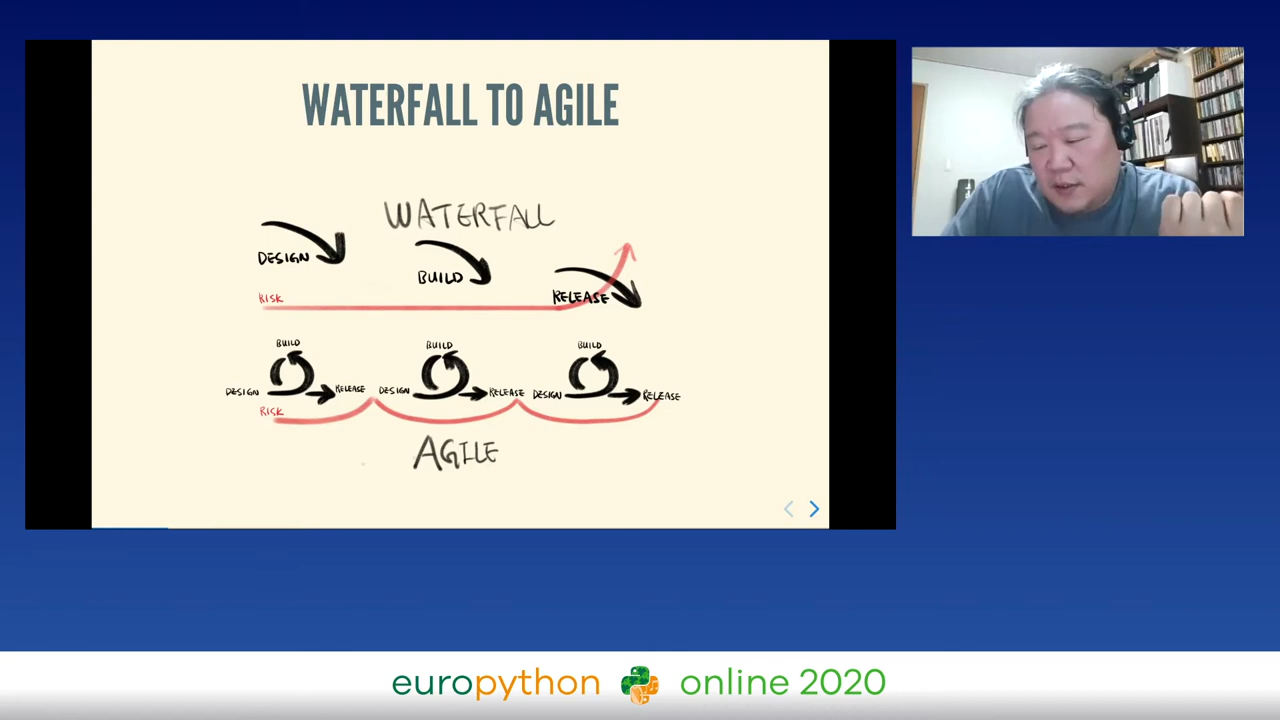 WATERFALL TO AGILE
WATERFALL
DESIGN
BUILD
RELEASE
RISK
BUILD
BUILD
BUILD
DESIGN
RELEASE
DESIGN
RELEASE
DESIGN
RELEASE
RISK
AGILE
europython online 2020